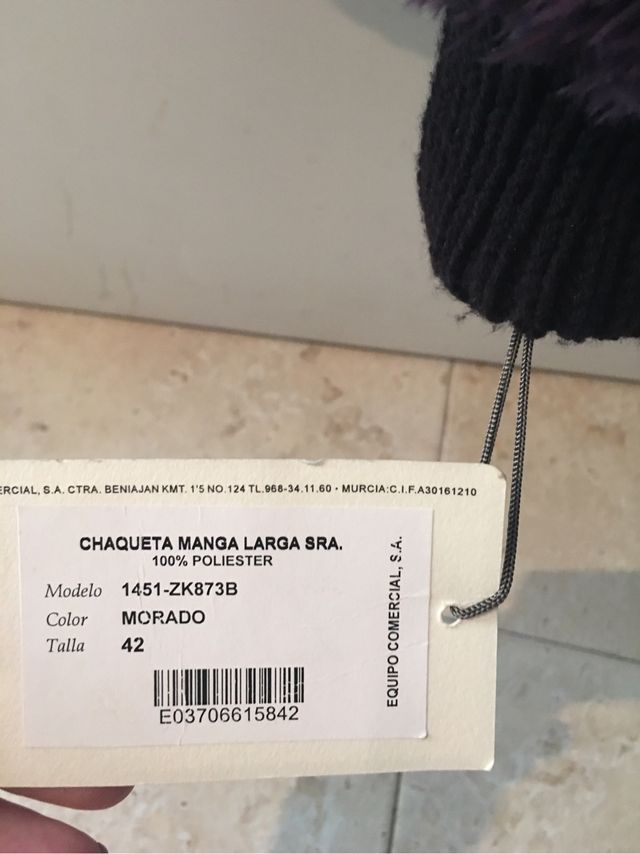 ERCIAL, S.A. CTRA. BENIAJAN KMT. 1'5 NO.124 TL.968-34.11.60 · MURCIA:C.I.F.A30161210
CHAQUETA MANGA LARGA SRA.
100% POLIESTER
Modelo 1451-ZK873B
Color MORADO
Talla 42
E03706615842
EQUIPO COMERCIAL, S.A.